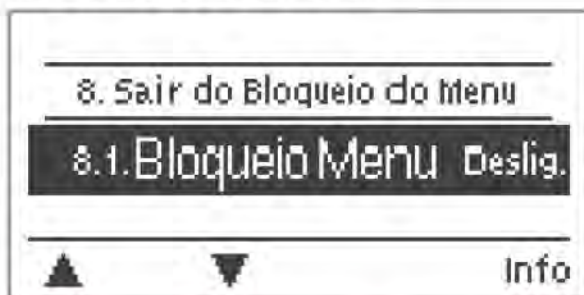 8. Sair do Bloqueio do Menu
8.1. Bloqueio Menu Deslig.
Info